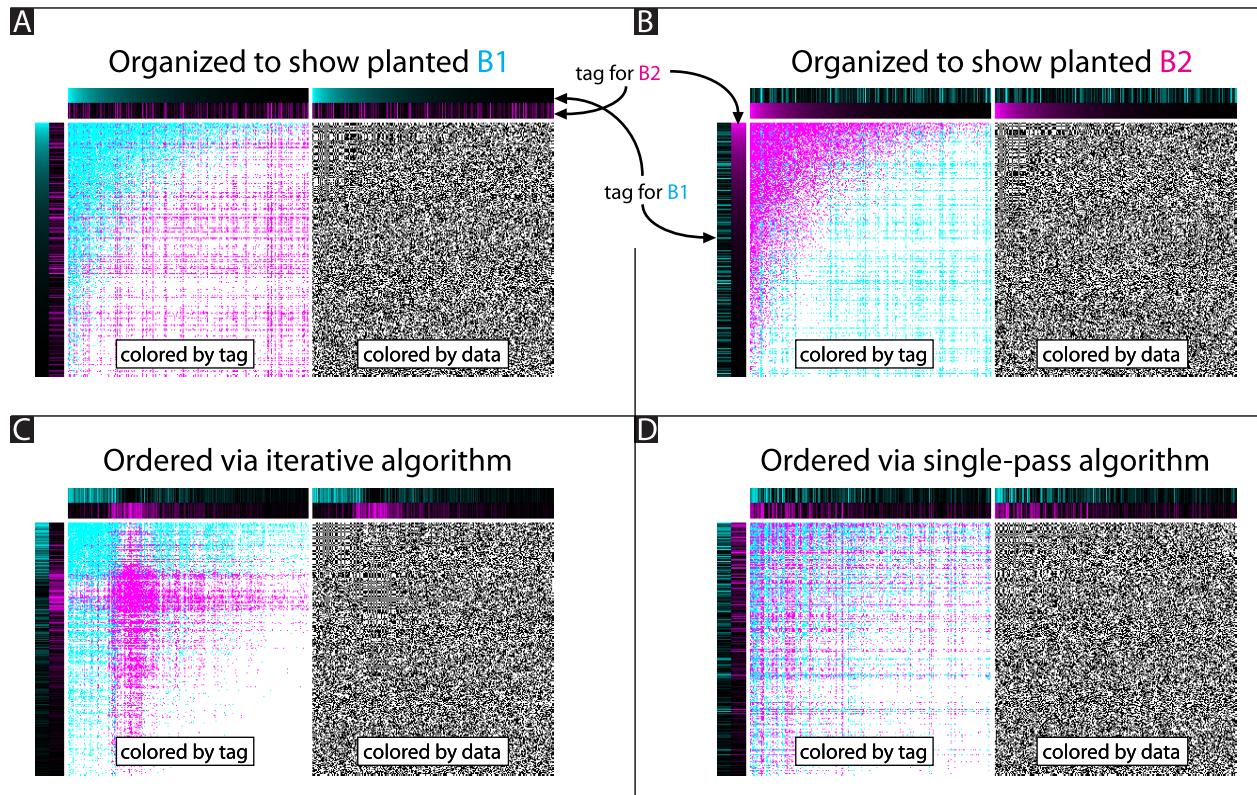 A
Organized to show planted B1
colored by tag
colored by data
tag for B2
tag for B1
B
Organized to show planted B2
colored by tag
colored by data
C
Ordered via iterative algorithm
colored by tag
colored by data
D
Ordered via single-pass algorithm
colored by tag
colored by data